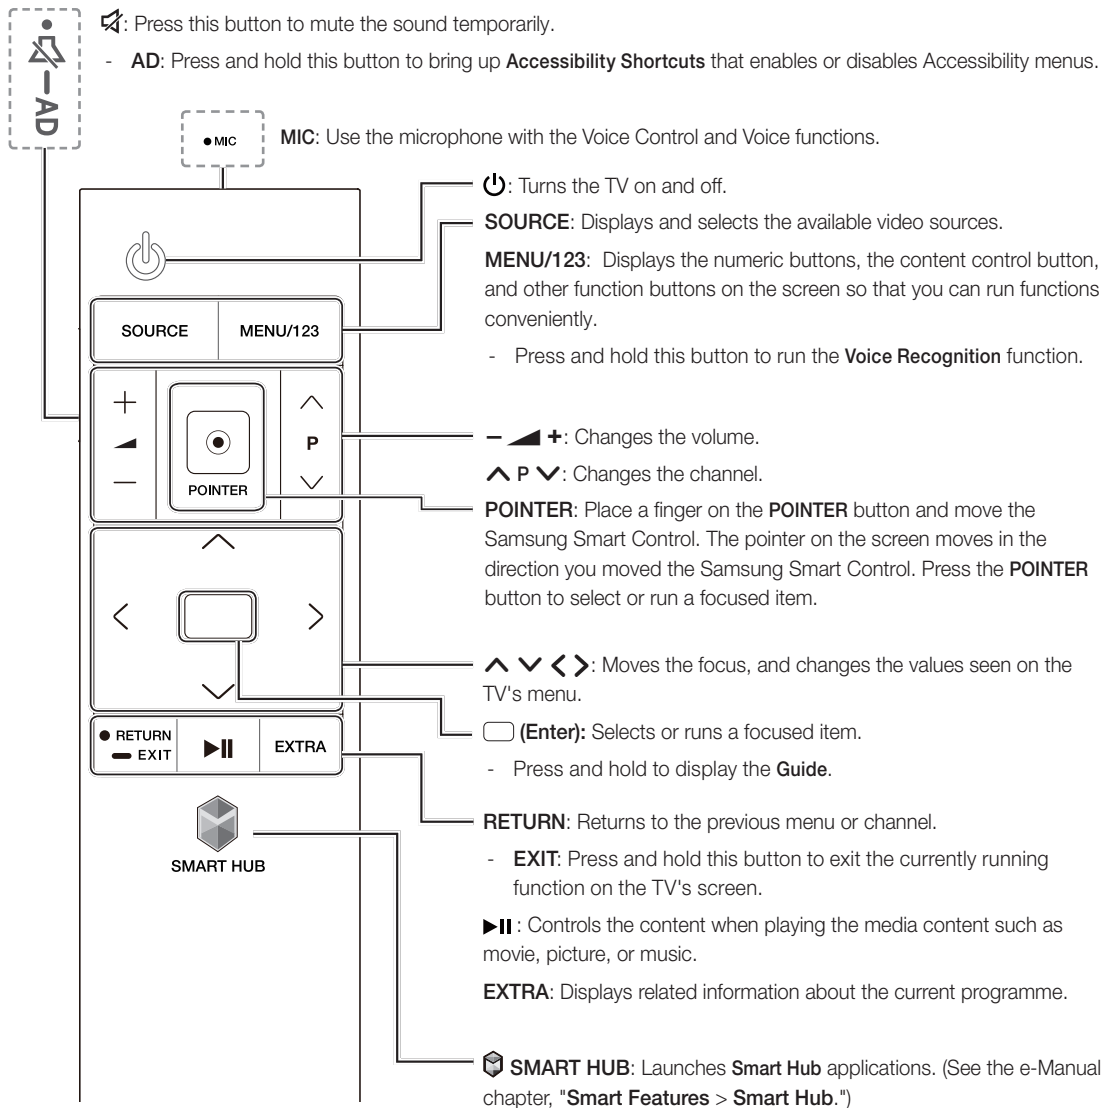 : Press this button to mute the sound temporarily.
- AD: Press and hold this button to bring up Accessibility Shortcuts that enables or disables Accessibility menus.
AD
MIC
MIC: Use the microphone with the Voice Control and Voice functions.
: Turns the TV on and off.
SOURCE: Displays and selects the available video sources.
MENU/123: Displays the numeric buttons, the content control button,
and other function buttons on the screen so that you can run functions
conveniently.
- Press and hold this button to run the Voice Recognition function.
SOURCE
MENU/123
P
POINTER
– +: Changes the volume.
P : Changes the channel.
POINTER: Place a finger on the POINTER button and move the
Samsung Smart Control. The pointer on the screen moves in the
direction you moved the Samsung Smart Control. Press the POINTER
button to select or run a focused item.
: Moves the focus, and changes the values seen on the
TV's menu.
(Enter): Selects or runs a focused item.
- Press and hold to display the Guide.
RETURN
EXIT
EXTRA
SMART HUB
RETURN: Returns to the previous menu or channel.
- EXIT: Press and hold this button to exit the currently running
function on the TV's screen.
: Controls the content when playing the media content such as
movie, picture, or music.
EXTRA: Displays related information about the current programme.
SMART HUB: Launches Smart Hub applications. (See the e-Manual
chapter, "Smart Features > Smart Hub.")